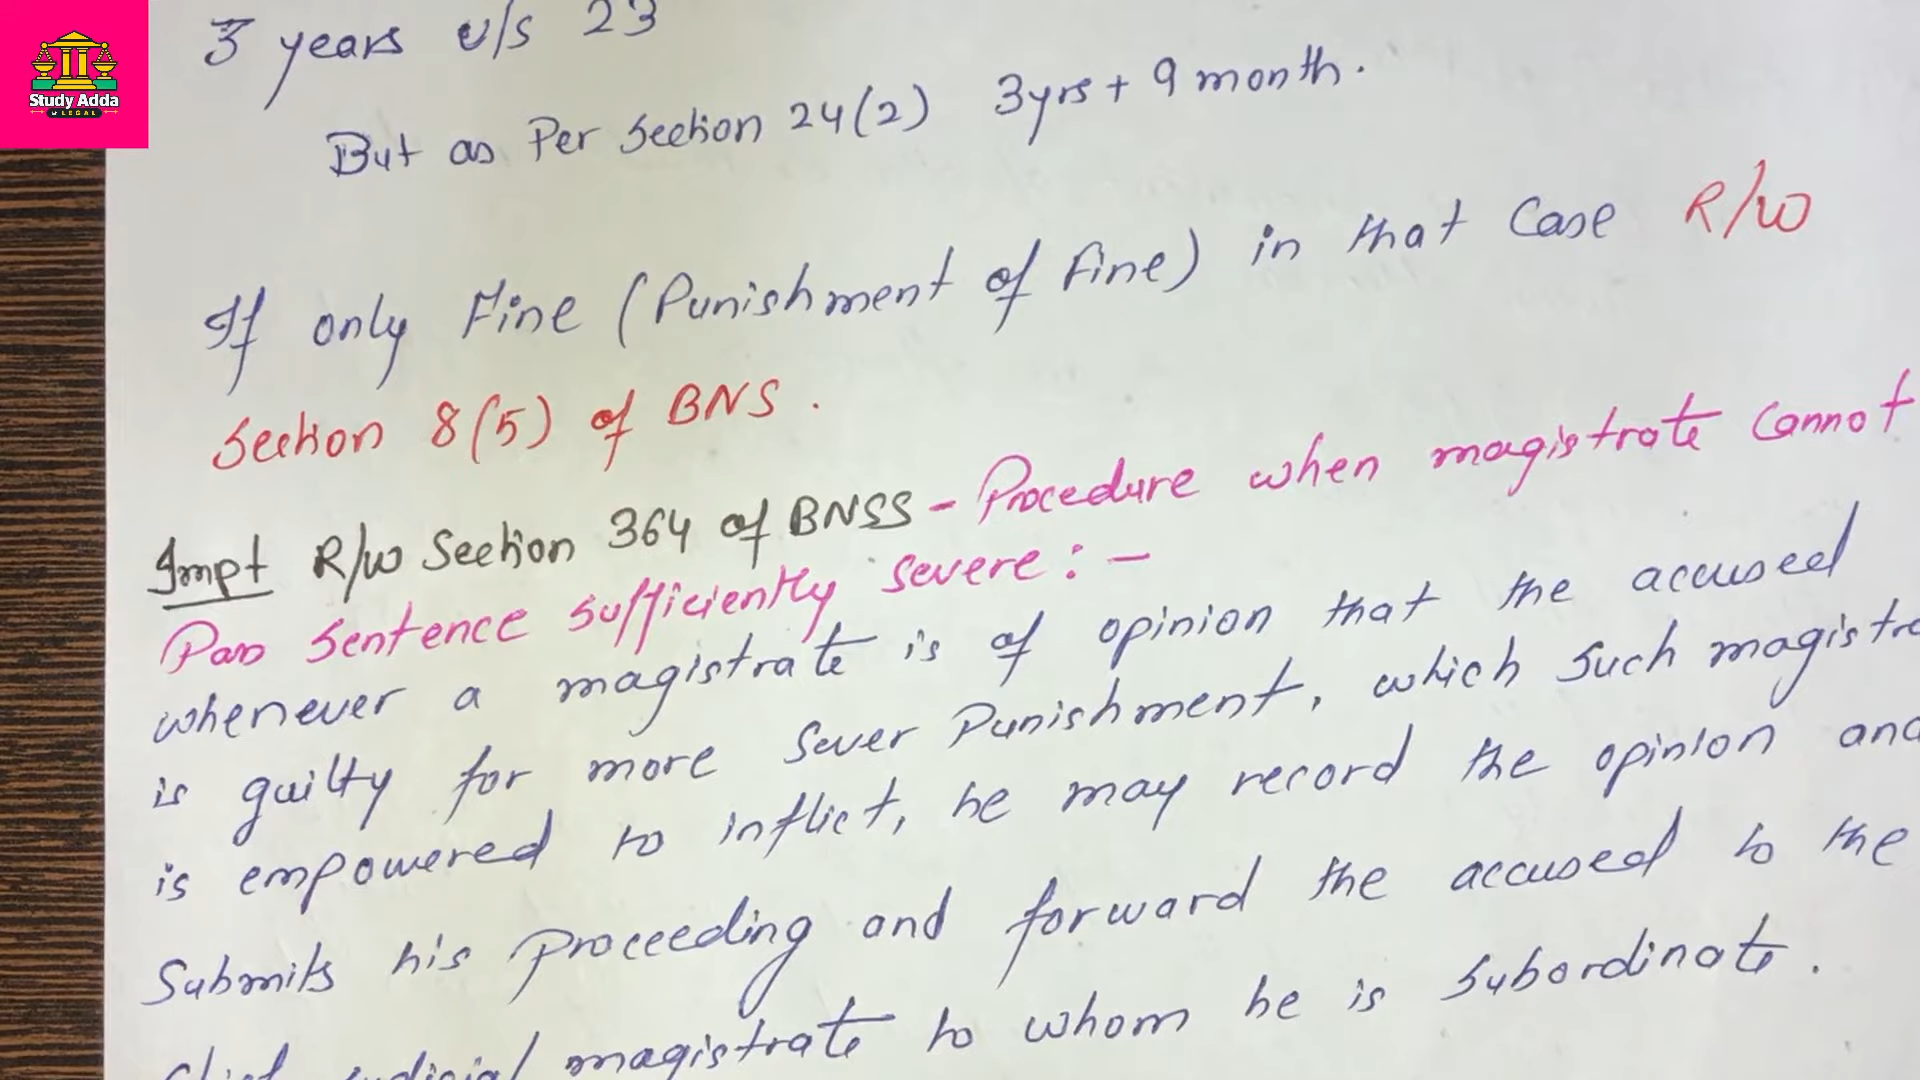 Study Adda
LEGAL
3 years u/s 23
But as Per Section 24(2) 3yrs + 9 month.
If only Fine (Punishment of fine) in that Case R/w
Section 8(5) of BNS.
Impt R/w Section 364 of BNSS - Procedure when magistrate Cannot
Pass Sentence sufficiently severe : -
whenever a magistrate is of opinion that the accused
is guilty for more Sever Punishment, which such magistra
is empowered to inflict, he may record the opinion and
Submits his proceeding and forward the accused to the
Chief judicial magistrate to whom he is subordinate.